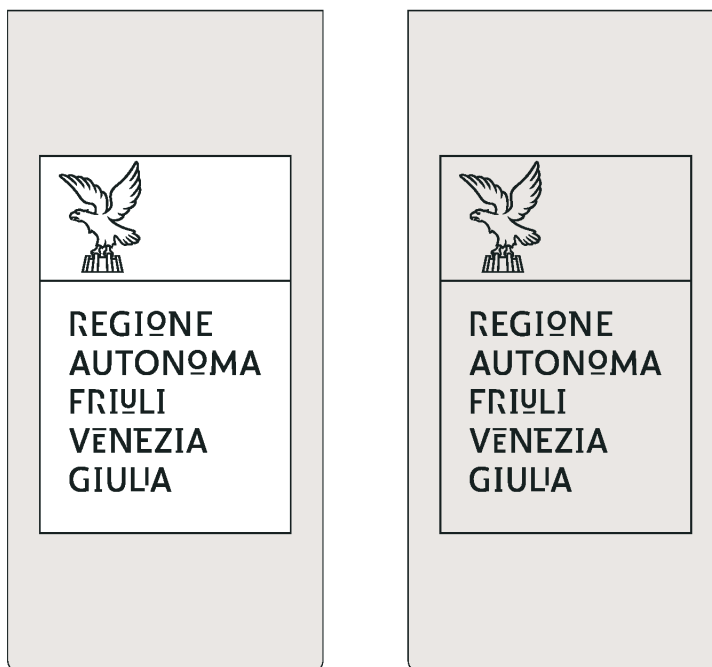 REGIONE
AUTONOMA
FRIULI
VENEZIA
GIULIA
REGIONE
AUTONOMA
FRIULI
VENEZIA
GIULIA